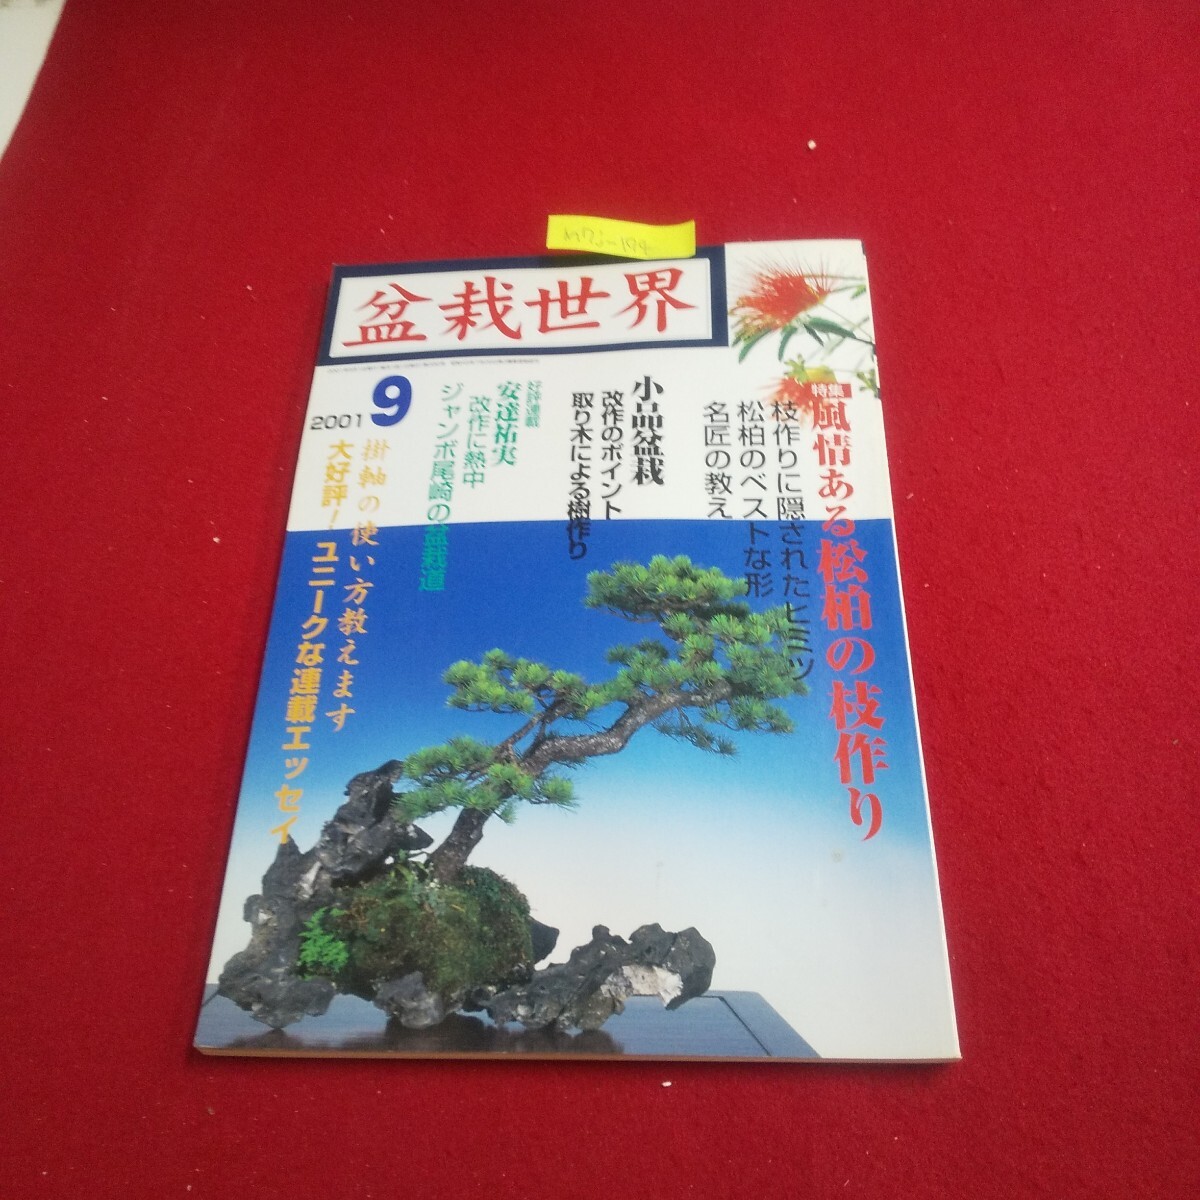 盆栽世界
2001 9
特集
風情ある松柏の枝作り
枝作りに隠されたヒミツ
松柏のベストな形
名匠の教え
小品盆栽
改作のポイント
取り木による樹作り
好評連載
安達祐実
改作に熱中
ジャンボ尾崎の盆栽道
掛軸の使い方教えます
大好評!ユニークな連載エッセイ